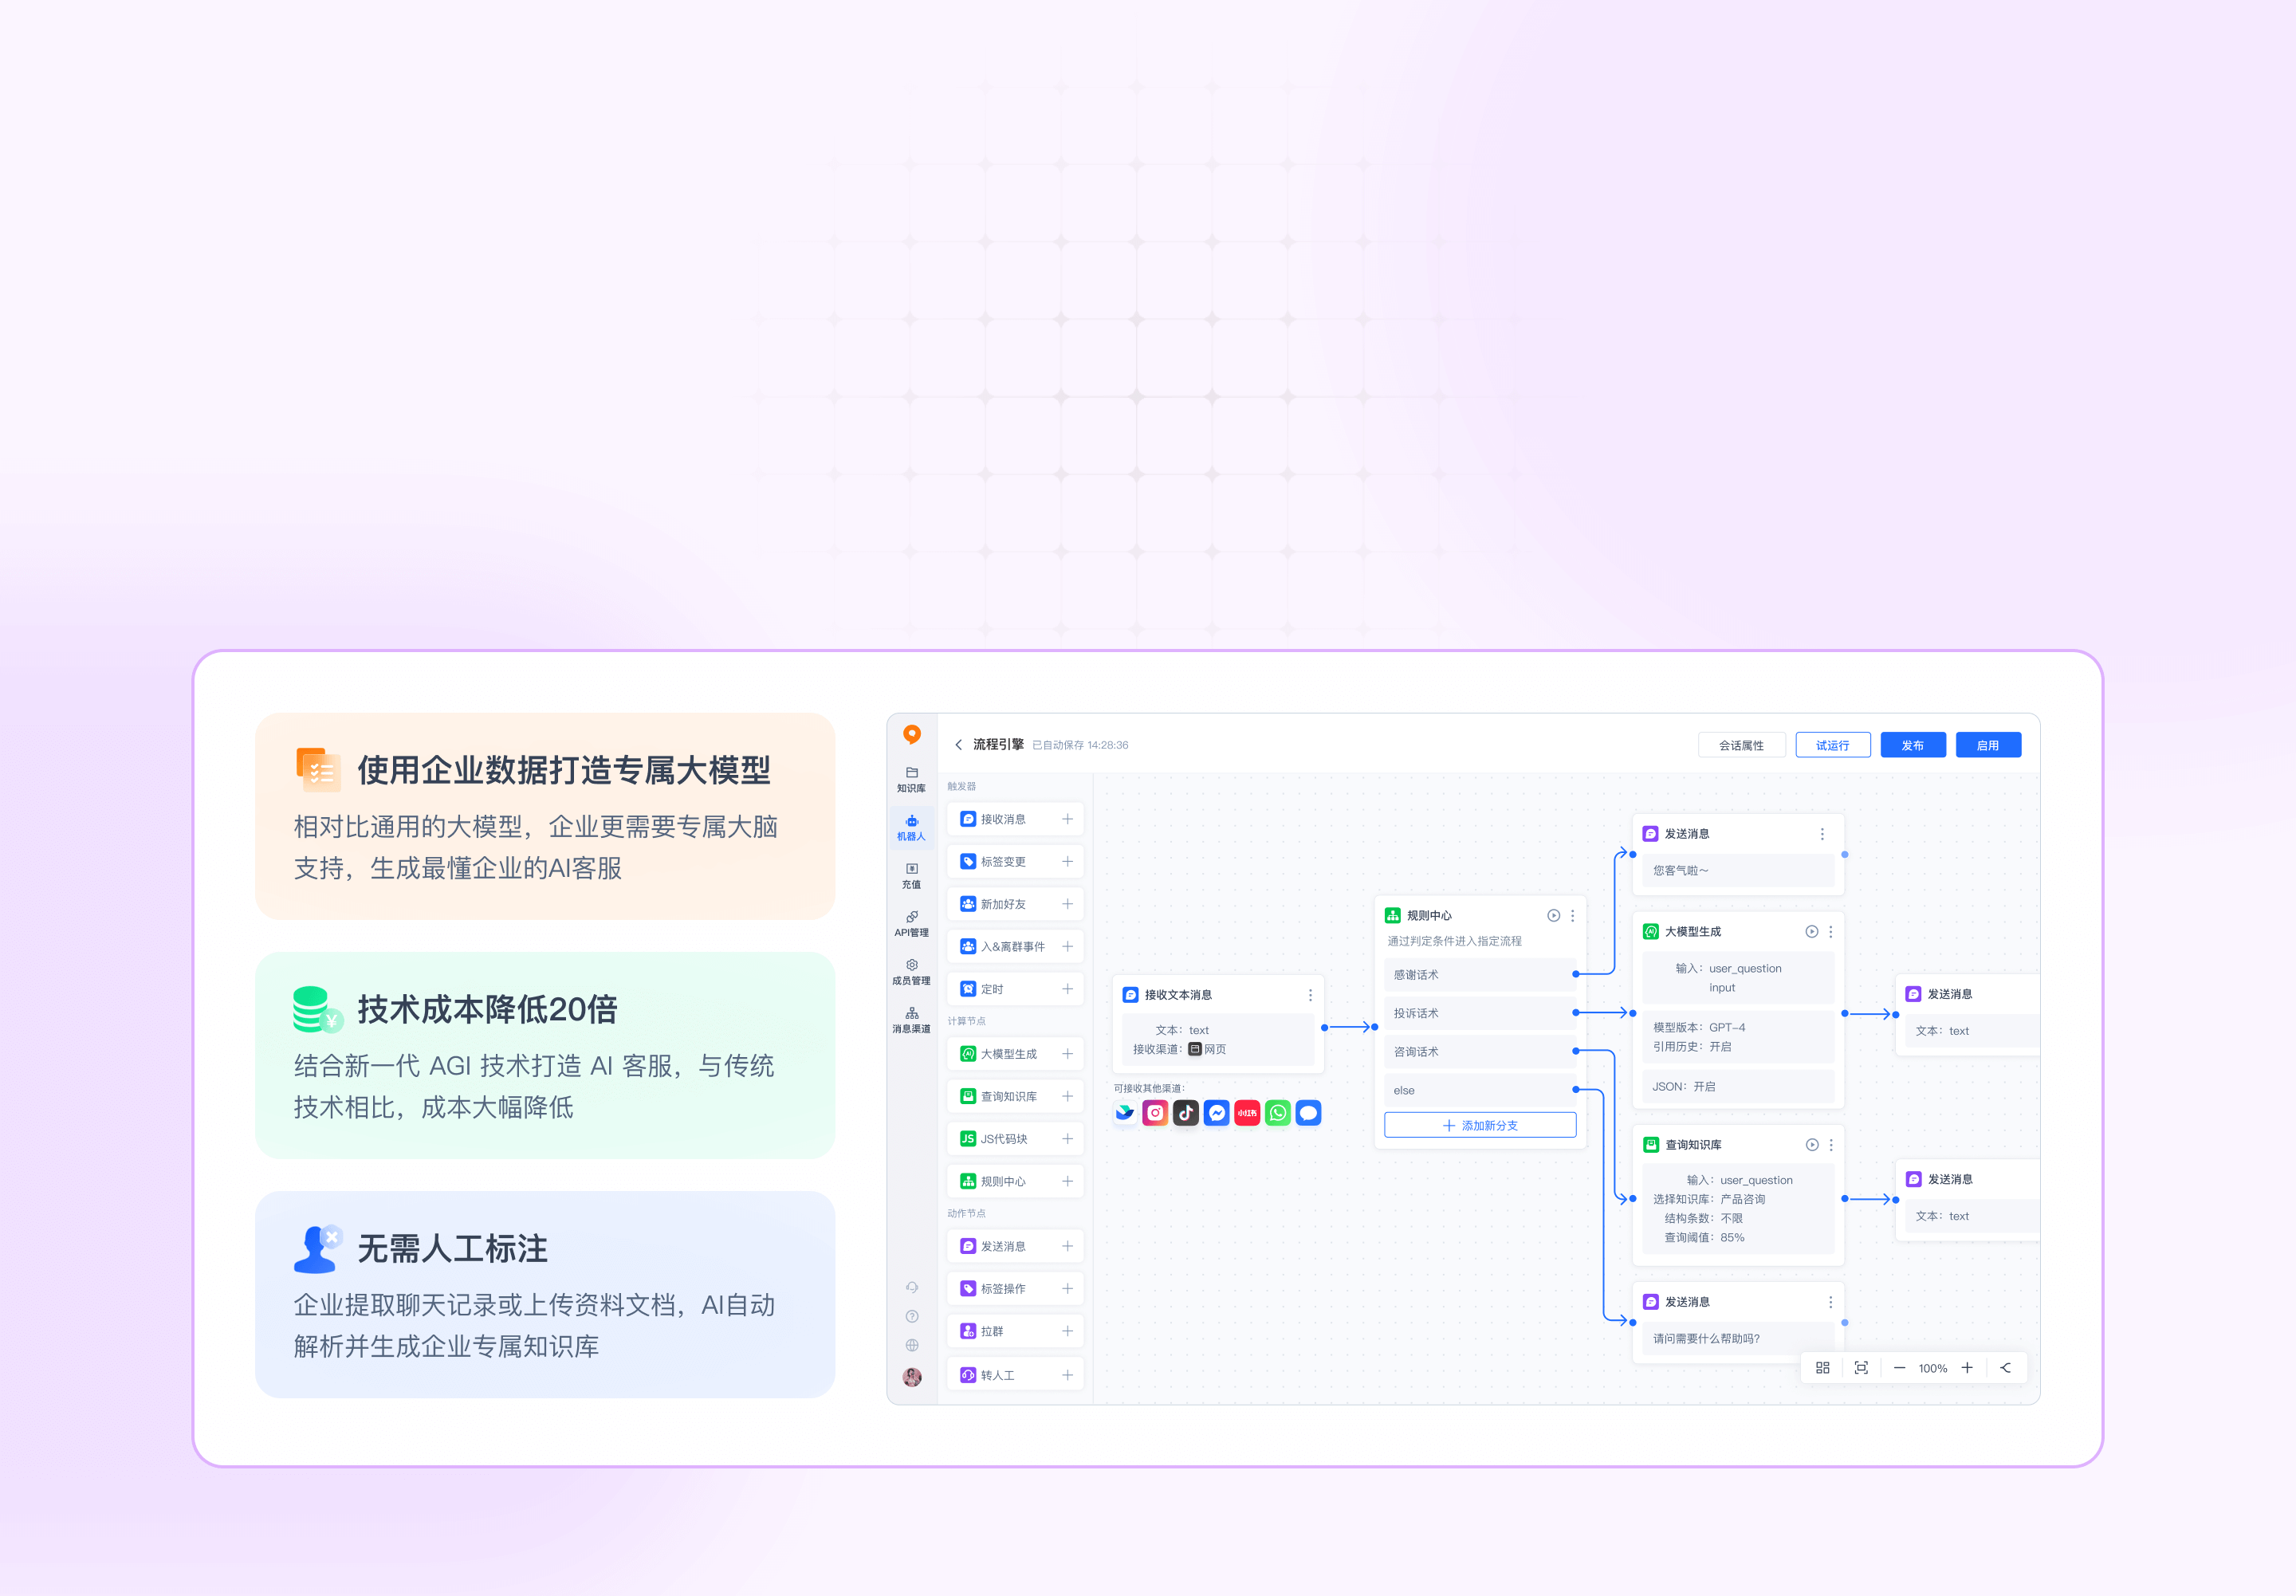 使用企业数据打造专属大模型
相对比通用的大模型，企业更需要专属大脑
支持，生成最懂企业的AI客服
技术成本降低20倍
结合新一代 AGI 技术打造 AI 客服，与传统
技术相比，成本大幅降低
无需人工标注
企业提取聊天记录或上传资料文档，AI自动
解析并生成企业专属知识库
知识库
机器人
充值
API管理
成员管理
消息渠道
流程引擎 已自动保存 14:28:36
会话属性
试运行
发布
启用
触发器
接收消息
标签变更
新加好友
入&离群事件
定时
计算节点
大模型生成
查询知识库
JS JS代码块
规则中心
动作节点
发送消息
标签操作
拉群
转人工
接收文本消息
文本：text
接收渠道：网页
可接收其他渠道：
小红书
规则中心
通过判定条件进入指定流程
感谢话术
投诉话术
咨询话术
else
添加新分支
发送消息
您客气啦～
大模型生成
输入：user_question
input
模型版本：GPT-4
引用历史：开启
JSON：开启
查询知识库
输入：user_question
选择知识库：产品咨询
结构条数：不限
查询阈值：85%
发送消息
请问需要什么帮助吗?
发送消息
文本：text
发送消息
文本：text
100%